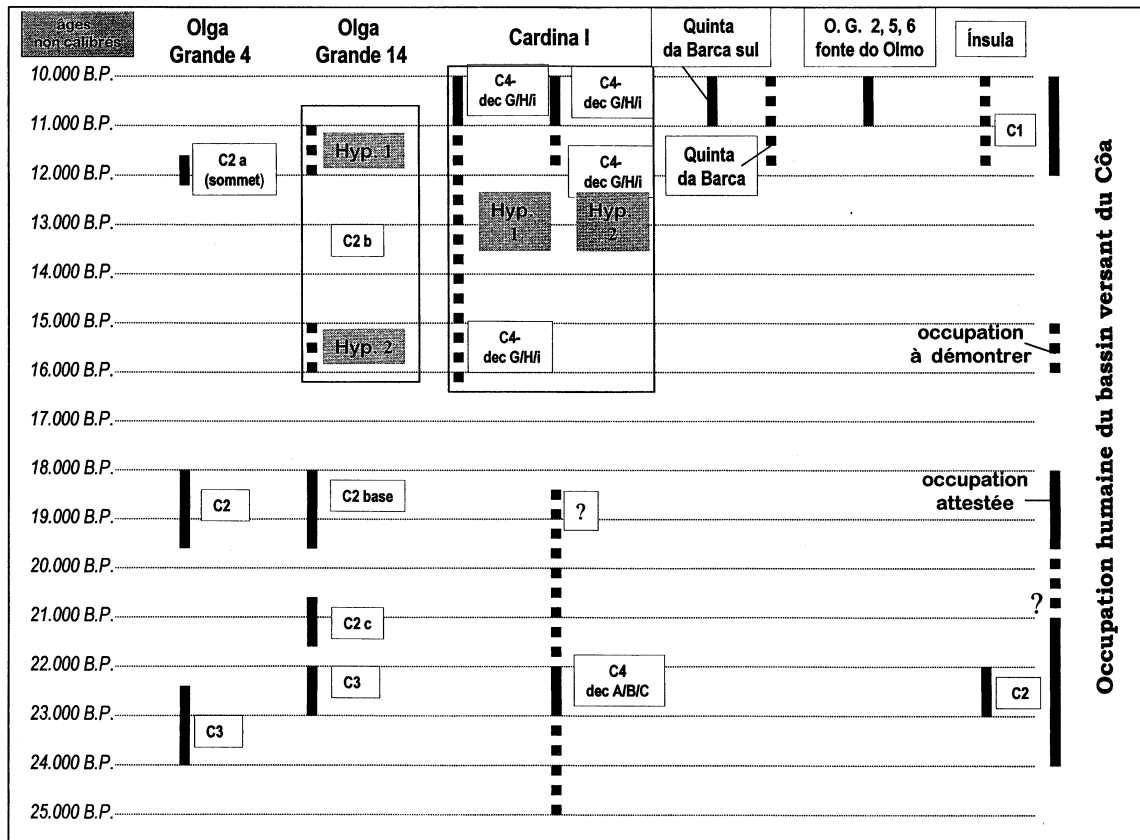 âges
non calibrés
Olga
Grande 4
Olga
Grande 14
Cardina I
Quinta
da Barca sul
O. G. 2, 5, 6
fonte do Olmo
Ínsula
10.000 B.P.
C4-
dec G/H/i
C4-
dec G/H/i
11.000 B.P.
C1
Hyp. 1
C2 a
(sommet)
C4-
dec G/H/i
Quinta
da Barca
12.000 B.P.
Hyp.
1
Hyp.
2
13.000 B.P.
C2 b
14.000 B.P.
15.000 B.P.
Hyp. 2
C4-
dec G/H/i
occupation
à démontrer
16.000 B.P.
17.000 B.P.
18.000 B.P.
C2
C2 base
?
occupation
attestée
19.000 B.P.
20.000 B.P.
?
21.000 B.P.
C2 c
22.000 B.P.
C3
C4
dec A/B/C
C2
23.000 B.P.
C3
24.000 B.P.
25.000 B.P.
Occupation humaine du bassin versant du Côa